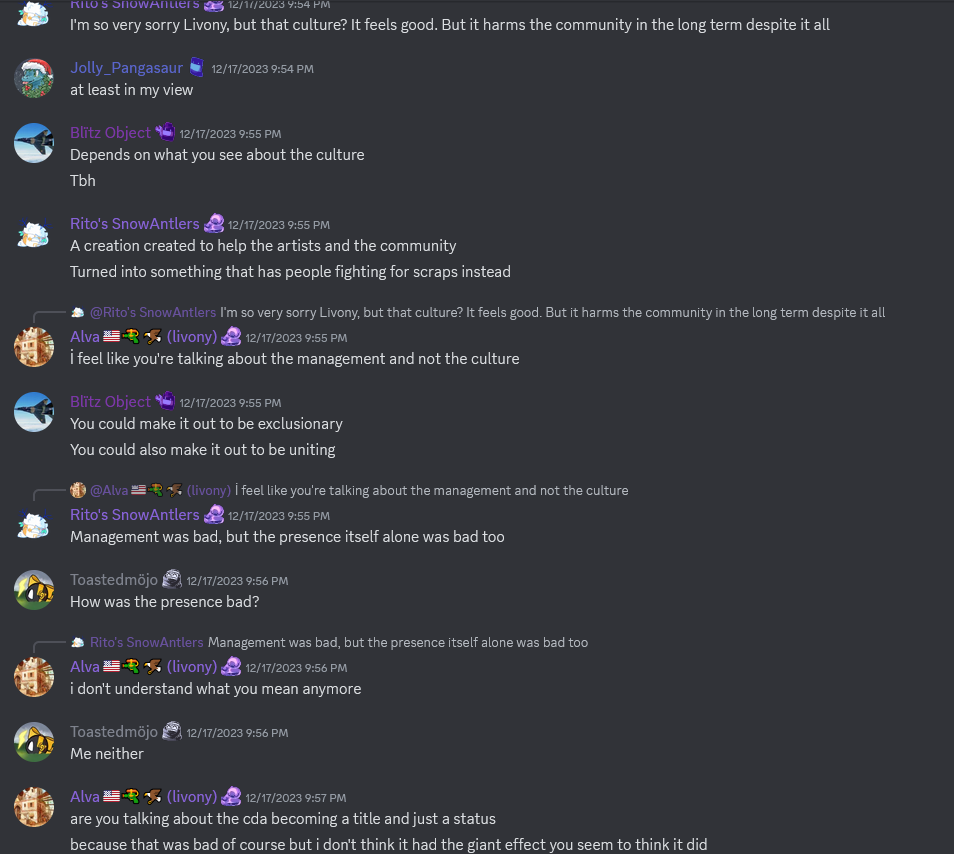 Rito's SnowAntlers 12/17/2023 9:54 PM
I'm so very sorry Livony, but that culture? It feels good. But it harms the community in the long term despite it all
Jolly_Pangasaur 12/17/2023 9:54 PM
at least in my view
Blïtz Object 12/17/2023 9:55 PM
Depends on what you see about the culture
Tbh
Rito's SnowAntlers 12/17/2023 9:55 PM
A creation created to help the artists and the community
Turned into something that has people fighting for scraps instead
@Rito's SnowAntlers I'm so very sorry Livony, but that culture? It feels good. But it harms the community in the long term despite it all
Alva (livony) 12/17/2023 9:55 PM
İ feel like you're talking about the management and not the culture
Blïtz Object 12/17/2023 9:55 PM
You could make it out to be exclusionary
You could also make it out to be uniting
@Alva (livony) İ feel like you're talking about the management and not the culture
Rito's SnowAntlers 12/17/2023 9:55 PM
Management was bad, but the presence itself alone was bad too
Toastedmöjo 12/17/2023 9:56 PM
How was the presence bad?
Rito's SnowAntlers Management was bad, but the presence itself alone was bad too
Alva (livony) 12/17/2023 9:56 PM
i don't understand what you mean anymore
Toastedmöjo 12/17/2023 9:56 PM
Me neither
Alva (livony) 12/17/2023 9:57 PM
are you talking about the cda becoming a title and just a status
because that was bad of course but i don't think it had the giant effect you seem to think it did